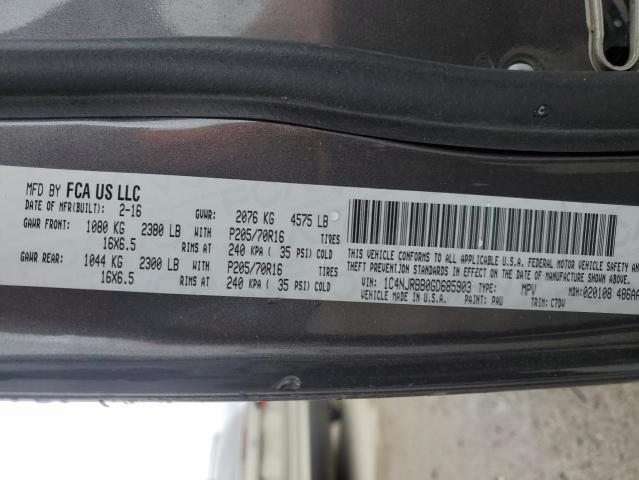 MFD BY FCA US LLC
DATE OF MFR(BUILT): 2-16 GVWR: 2076 KG 4575 LB
GAWR FRONT: 1080 KG 2380 LB WITH P205/70R16 TIRES
16X6.5 RIMS AT 240 KPA ( 35 PSI) COLD
GAWR REAR: 1044 KG 2300 LB WITH P205/70R16 TIRES
16X6.5 RIMS AT 240 KPA ( 35 PSI) COLD
THIS VEHICLE CONFORMS TO ALL APPLICABLE U.S.A. FEDERAL MOTOR VEHICLE SAFETY
THEFT PREVENTION STANDARDS IN EFFECT ON THE DATE OF MANUFACTURE SHOWN ABOVE.
VIN: 1C4NJRBB0GD685903 TYPE: MPV MDH:020108 486AA
VEHICLE MADE IN U.S.A. PAINT: PAU TRIM: C7DV